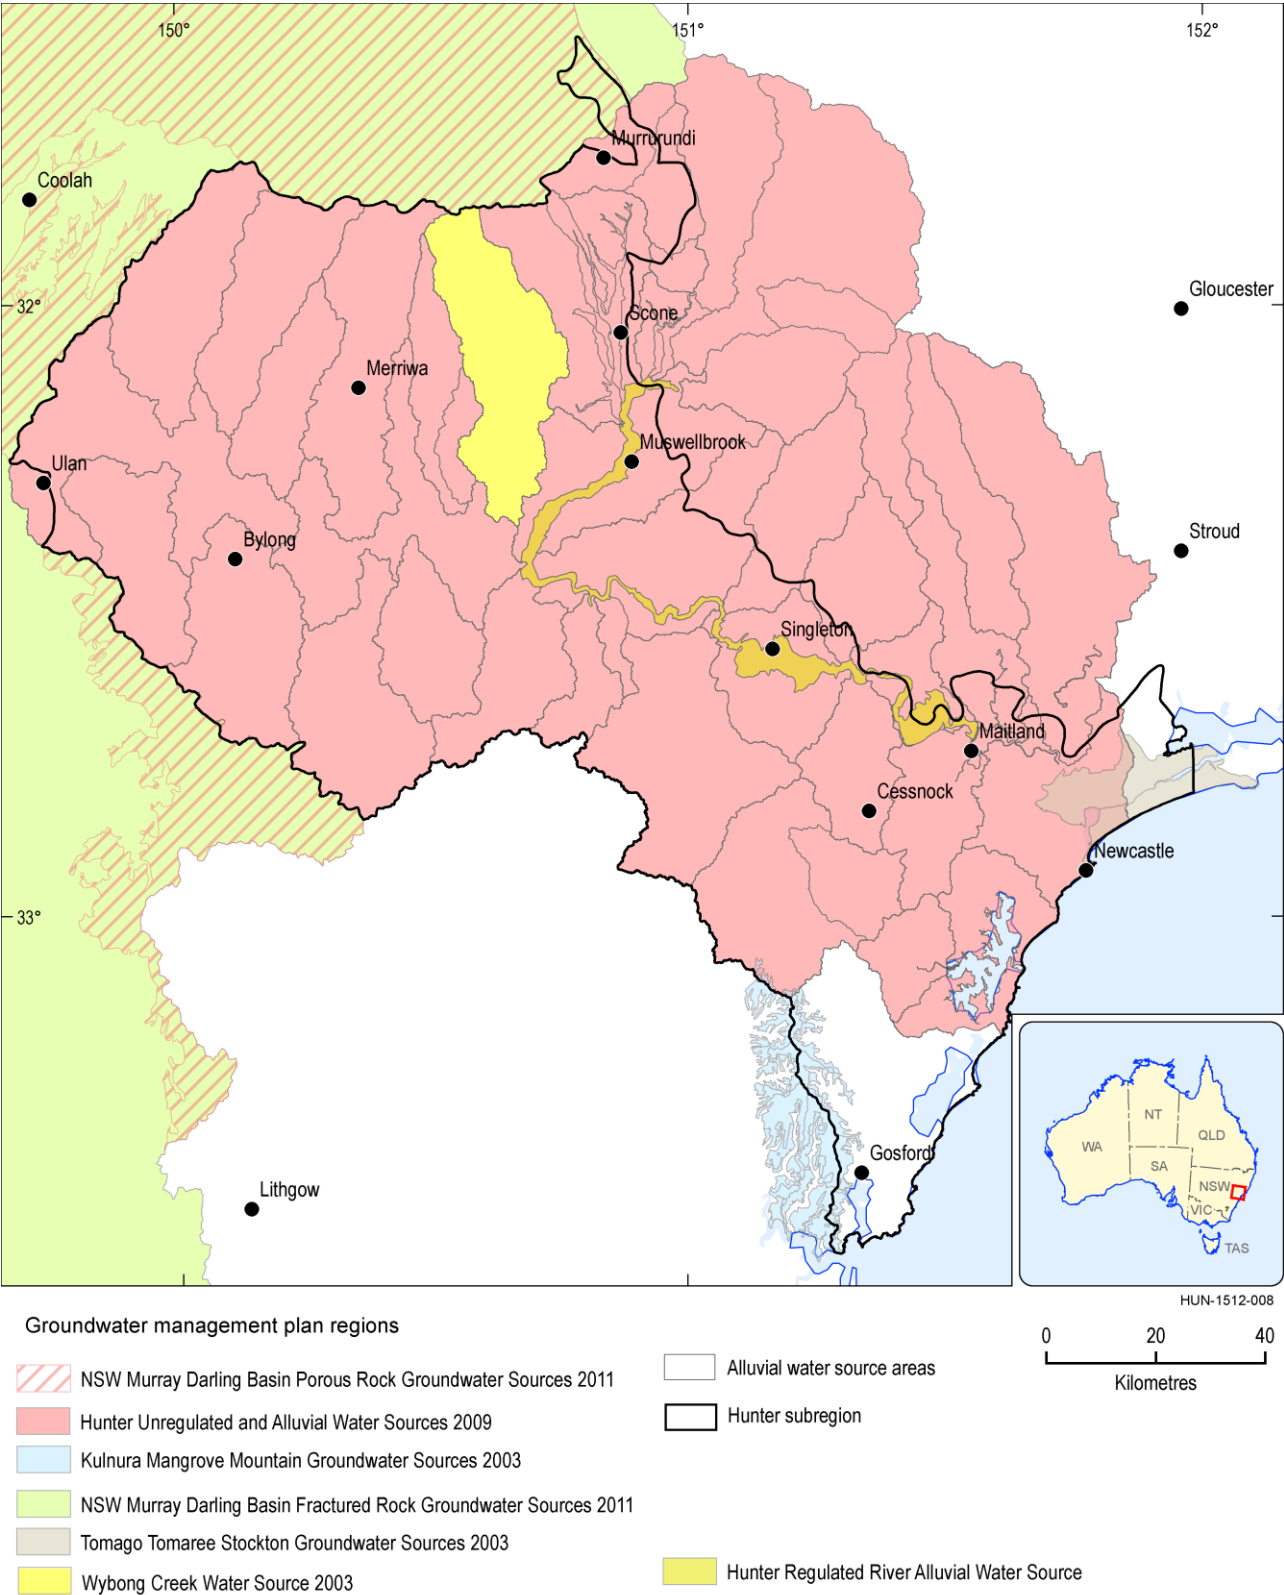 150°
151°
152°
Murrurundi
Coolah
Gloucester
32°
Scone
Merriwa
Muswellbrook
Ulan
Stroud
Bylong
Singleton
Maitland
Cessnock
Newcastle
33°
Gosford
Lithgow
NT
QLD
WA
SA
NSW
VIC
TAS
HUN-1512-008
Groundwater management plan regions
0 20 40
Kilometres
NSW Murray Darling Basin Porous Rock Groundwater Sources 2011
Hunter Unregulated and Alluvial Water Sources 2009
Kulnura Mangrove Mountain Groundwater Sources 2003
NSW Murray Darling Basin Fractured Rock Groundwater Sources 2011
Tomago Tomaree Stockton Groundwater Sources 2003
Wybong Creek Water Source 2003
Alluvial water source areas
Hunter subregion
Hunter Regulated River Alluvial Water Source